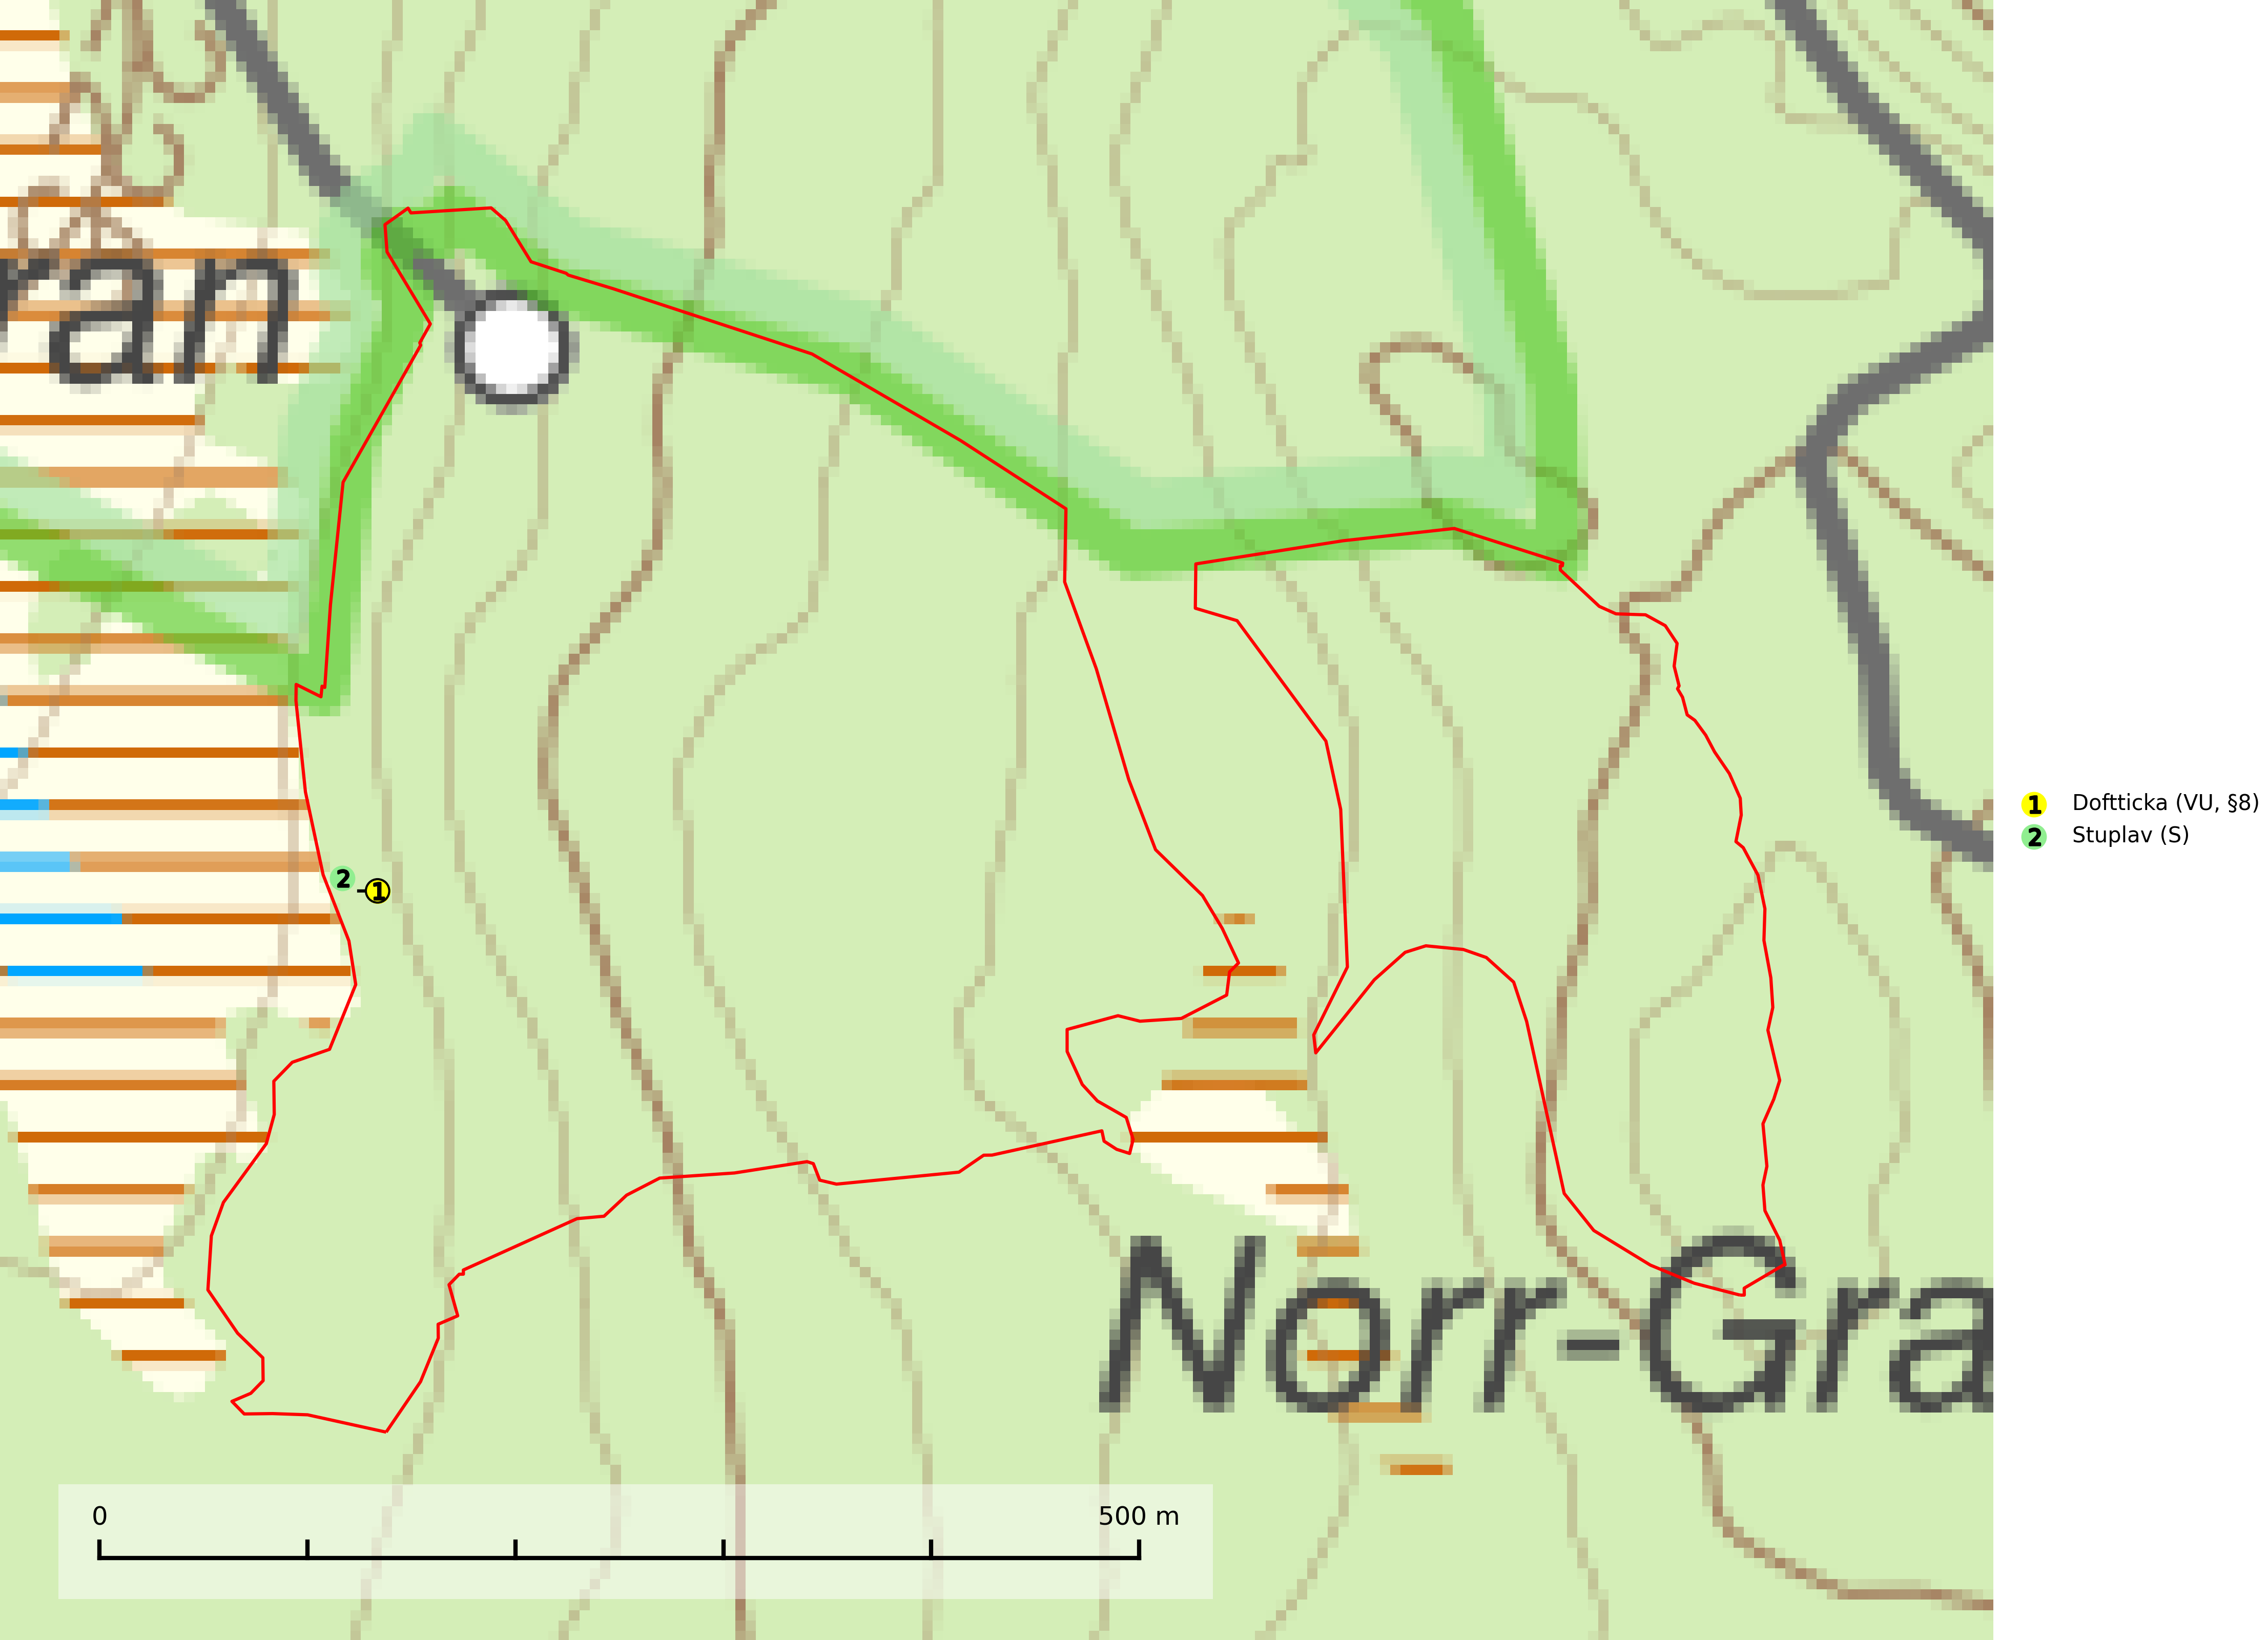 ran
1 Doftticka (VU, §8)
2 Stuplav (S)
2 1
Norr-Gra
0 500 m